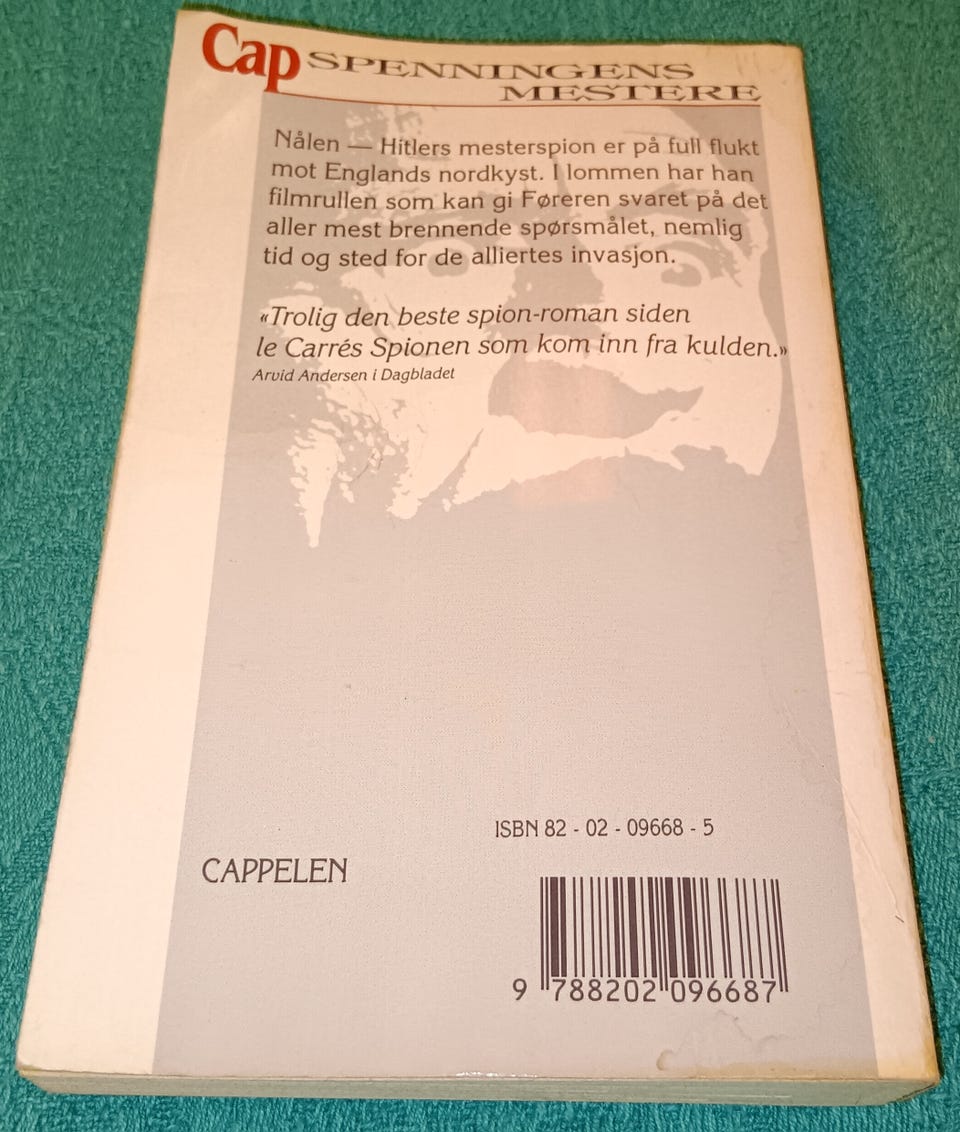 Cap SPENNINGENS
MESTERE
Nålen — Hitlers mesterspion er på full flukt
mot Englands nordkyst. I lommen har han
filmrullen som kan gi Føreren svaret på det
aller mest brennende spørsmålet, nemlig
tid og sted for de alliertes invasjon.
«Trolig den beste spion-roman siden
le Carrés Spionen som kom inn fra kulden.»
Arvid Andersen i Dagbladet
ISBN 82 - 02 - 09668 - 5
CAPPELEN
9 788202 096687